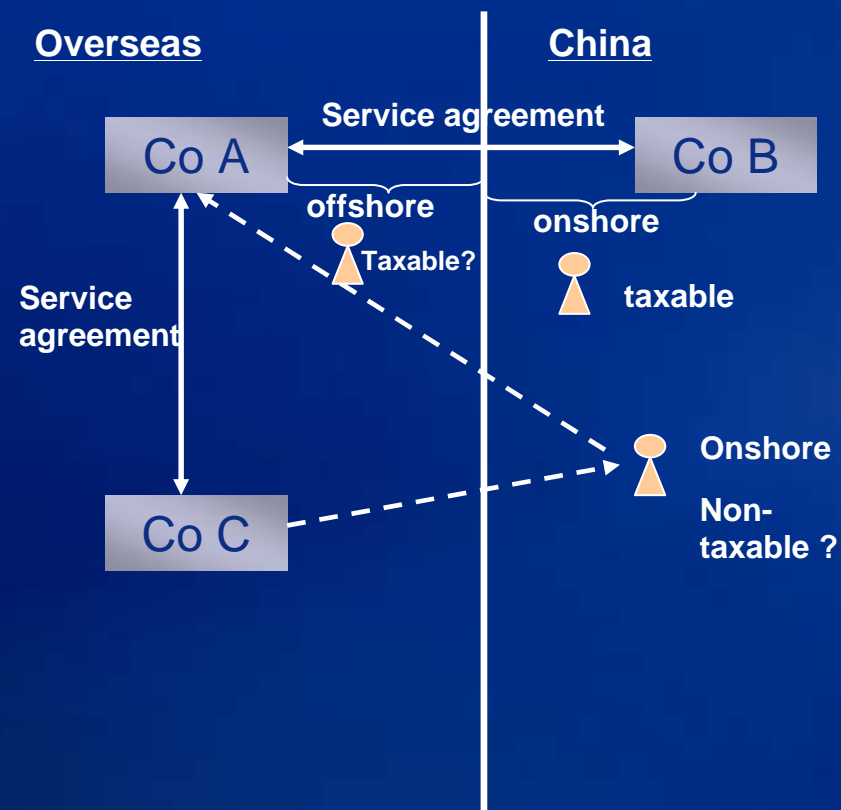 Overseas
China
Service agreement
Co A
Co B
offshore
onshore
Taxable?
taxable
Service
agreement
Onshore
Non-
taxable ?
Co C